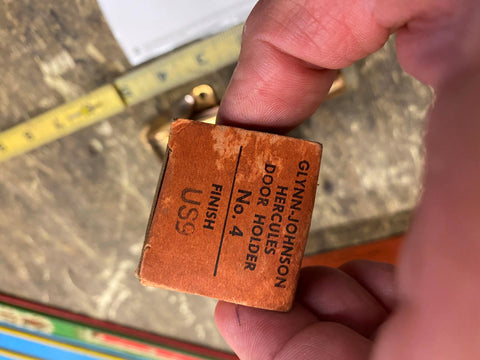 GLYNN-JOHNSON
HERCULES
DOOR HOLDER
No. 4
FINISH
US9